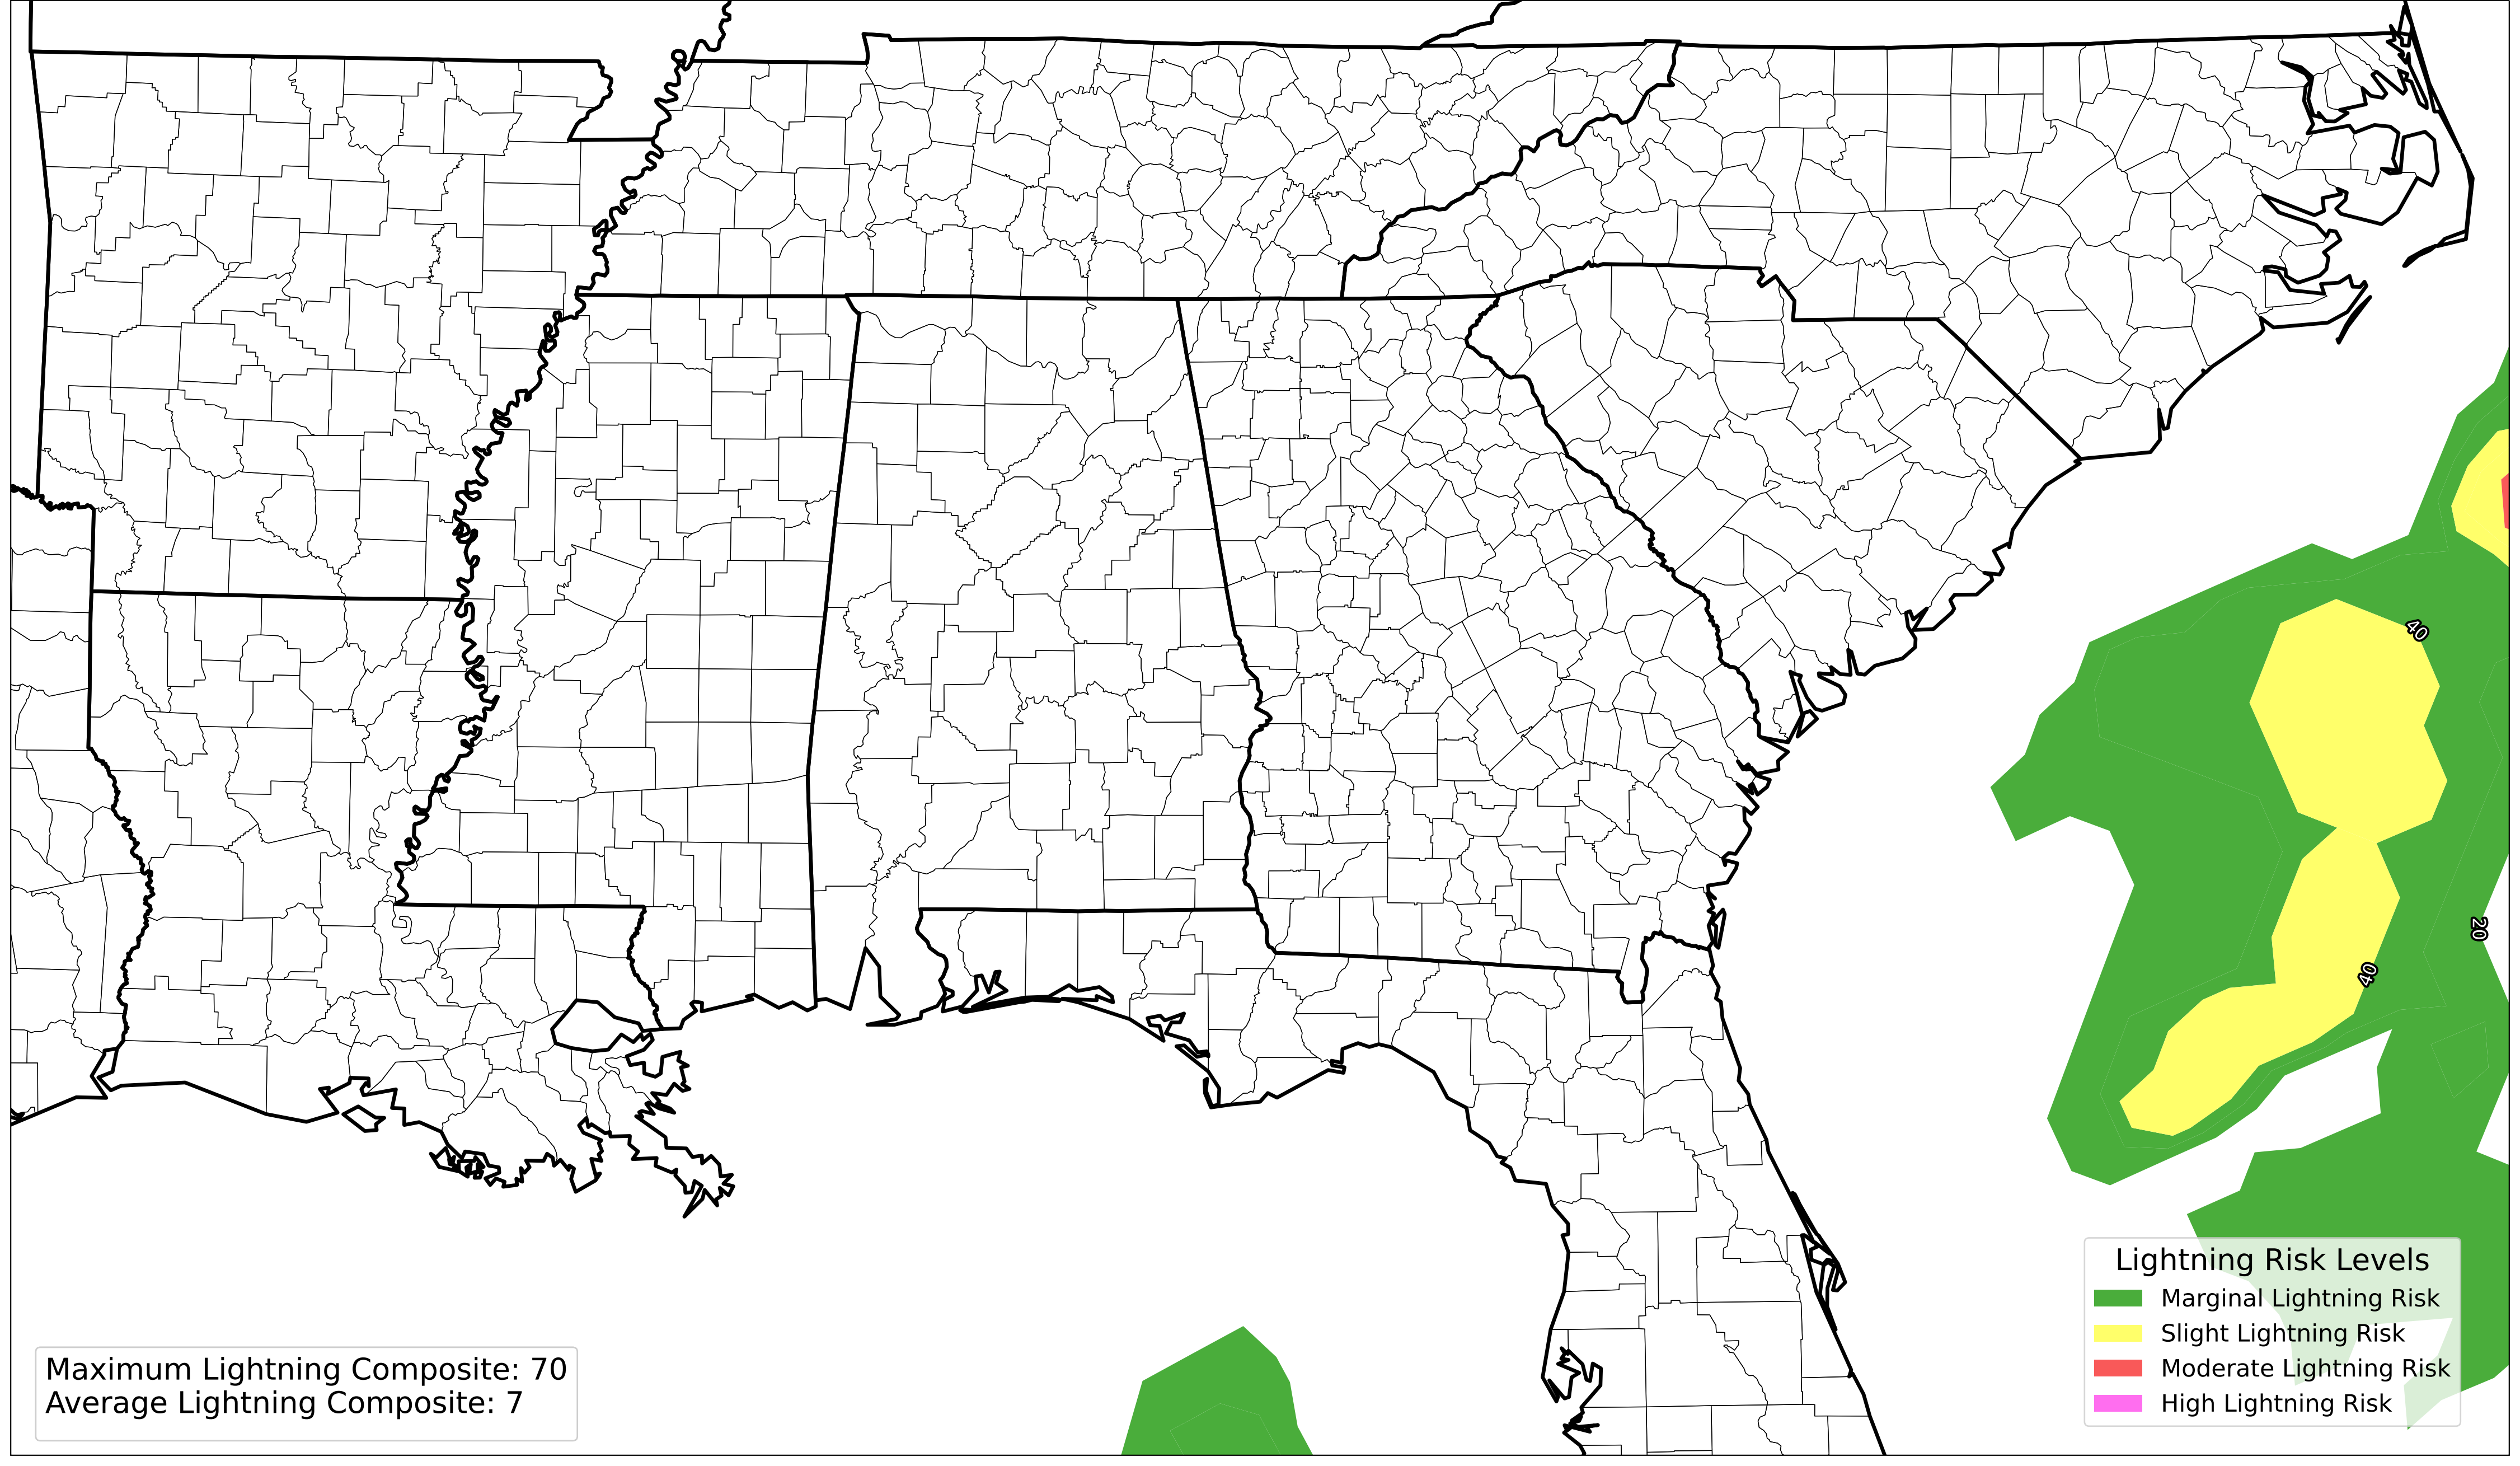 40
20
40
Lightning Risk Levels
Marginal Lightning Risk
Slight Lightning Risk
Moderate Lightning Risk
High Lightning Risk
Maximum Lightning Composite: 70
Average Lightning Composite: 7